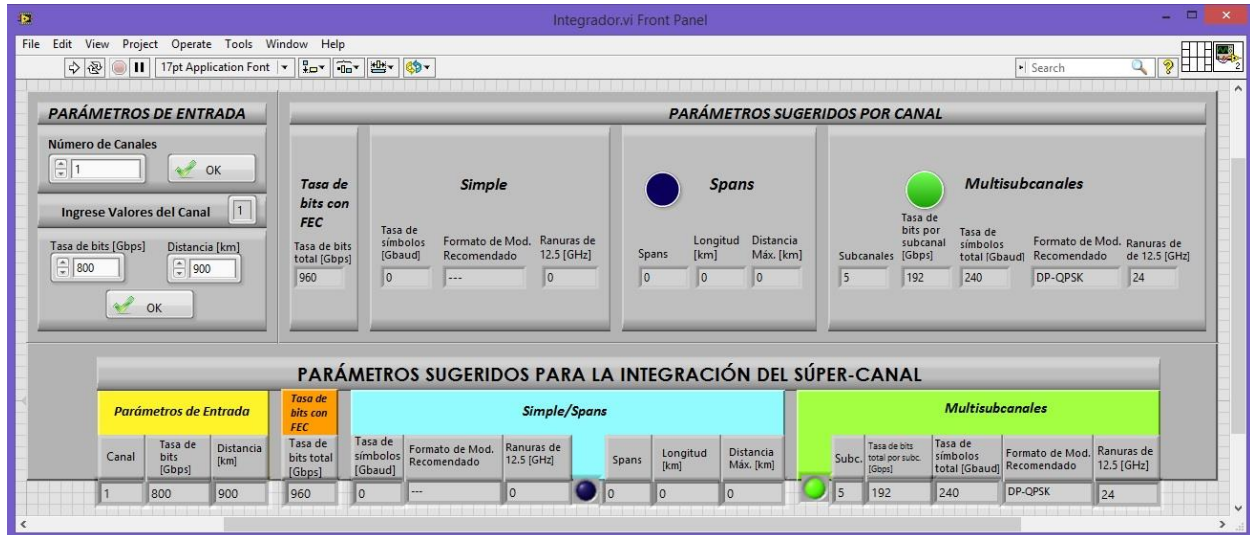 Integrador.vi Front Panel
File Edit View Project Operate Tools Window Help
17pt Application Font
Search
2
PARÁMETROS DE ENTRADA
Número de Canales
1
OK
Ingrese Valores del Canal 1
Tasa de bits [Gbps] Distancia [km]
800 900
OK
PARÁMETROS SUGERIDOS POR CANAL
Tasa de
bits con
FEC
Tasa de bits
total [Gbps]
960
Simple
Tasa de
símbolos
[Gbaud]
0
Formato de Mod.
Recomendado
---
Ranuras de
12.5 [GHz]
0
Spans
Spans
0
Longitud
[km]
0
Distancia
Máx. [km]
0
Multisubcanales
Subcanales
5
Tasa de
bits por
subcanal
[Gbps]
192
Tasa de
símbolos
total [Gbaud]
240
Formato de Mod.
Recomendado
DP-QPSK
Ranuras de
de 12.5 [GHz]
24
PARÁMETROS SUGERIDOS PARA LA INTEGRACIÓN DEL SÚPER-CANAL
Parámetros de Entrada
Canal
1
Tasa de
bits
[Gbps]
800
Distancia
[km]
900
Tasa de
bits con
FEC
Tasa de
bits total
[Gbps]
960
Simple/Spans
Tasa de
símbolos
[Gbaud]
0
Formato de Mod.
Recomendado
---
Ranuras de
12.5 [GHz]
0
Spans
0
Longitud
[km]
0
Distancia
Máx. [km]
0
Multisubcanales
Subc.
5
Tasa de bits
total por subc.
[Gbps]
192
Tasa de
símbolos
total [Gbaud]
240
Formato de Mod.
Recomendado
DP-QPSK
Ranuras de
12.5 [GHz]
24